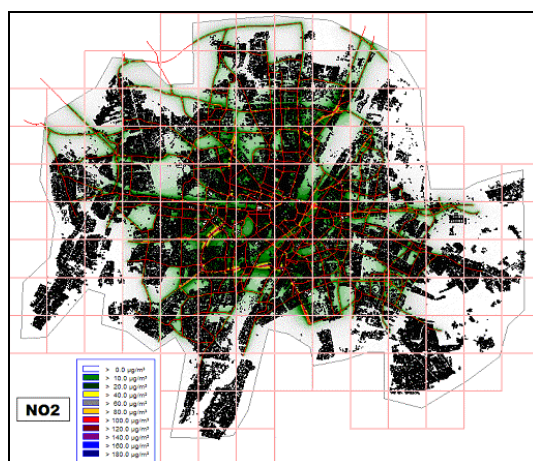 > 0.0 µg/m³
> 10.0 µg/m³
> 20.0 µg/m³
> 40.0 µg/m³
> 60.0 µg/m³
> 80.0 µg/m³
> 100.0 µg/m³
> 120.0 µg/m³
> 140.0 µg/m³
> 160.0 µg/m³
> 180.0 µg/m³
NO2